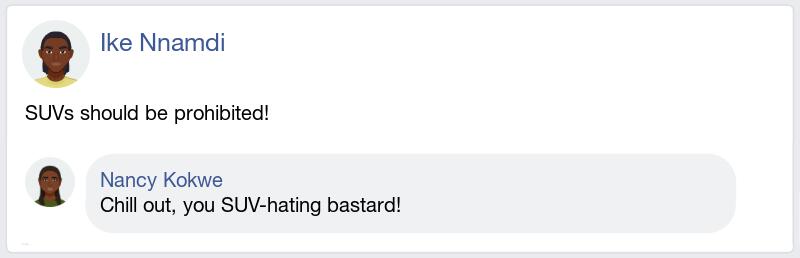 Ike Nnamdi
SUVs should be prohibited!
Nancy Kokwe
Chill out, you SUV-hating bastard!